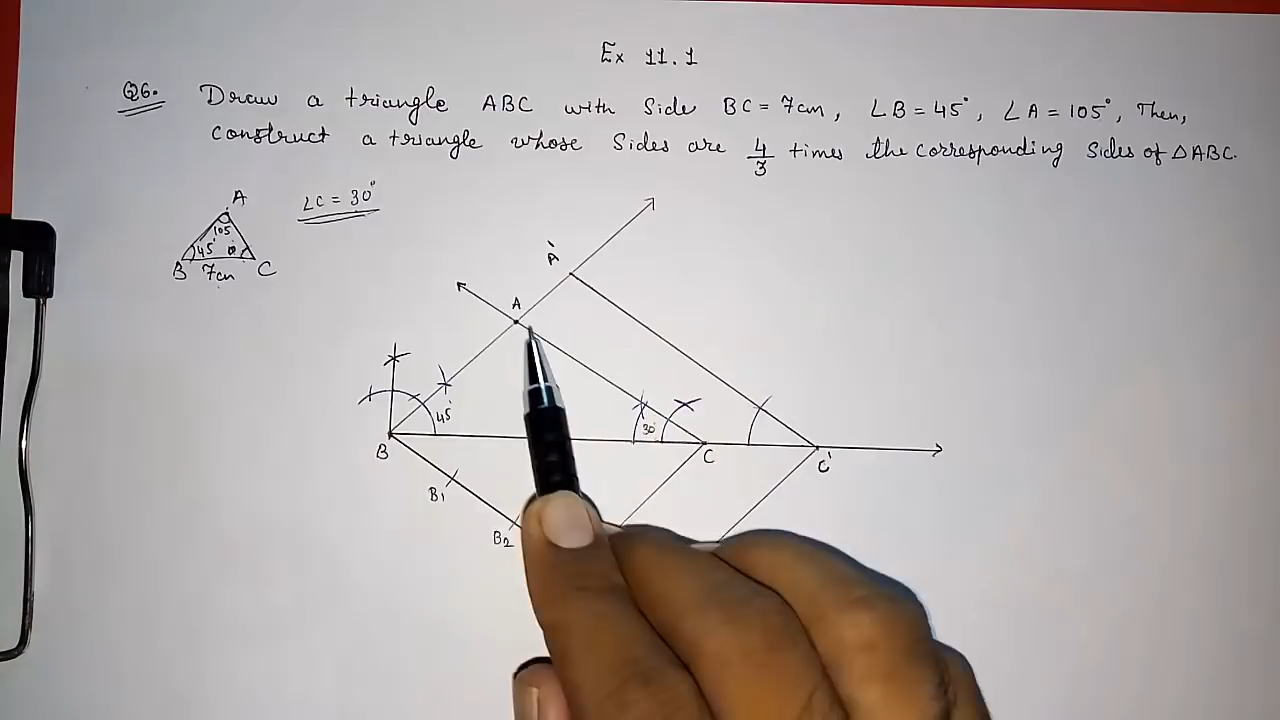 Ex 11.1
Q6. Draw a triangle ABC with Side BC = 7cm, ∠B = 45°, ∠A = 105°, Then,
Construct a triangle whose Sides are 4/3 times the corresponding Sides of ΔABC.
A
∠C = 30°
105°
45°
B 7cm C
A'
A
45°
30°
B
C
C'
B1
B2